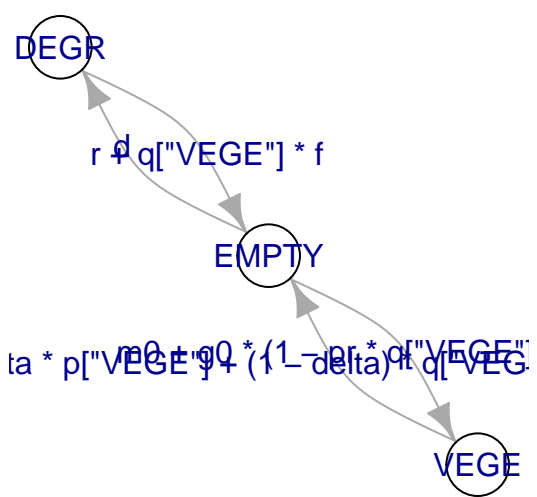 DEGR
d
r + q["VEGE"] * f
EMPTY
m0 + g0 * (1 − pr * q["VEGE"]
ta * p["VEGE"] + (1 − delta) * q["VEG
VEGE